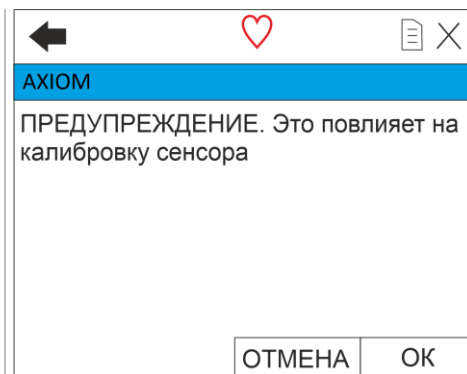 AXIOM
ПРЕДУПРЕЖДЕНИЕ. Это повлияет на
калибровку сенсора
ОТМЕНА
ОК